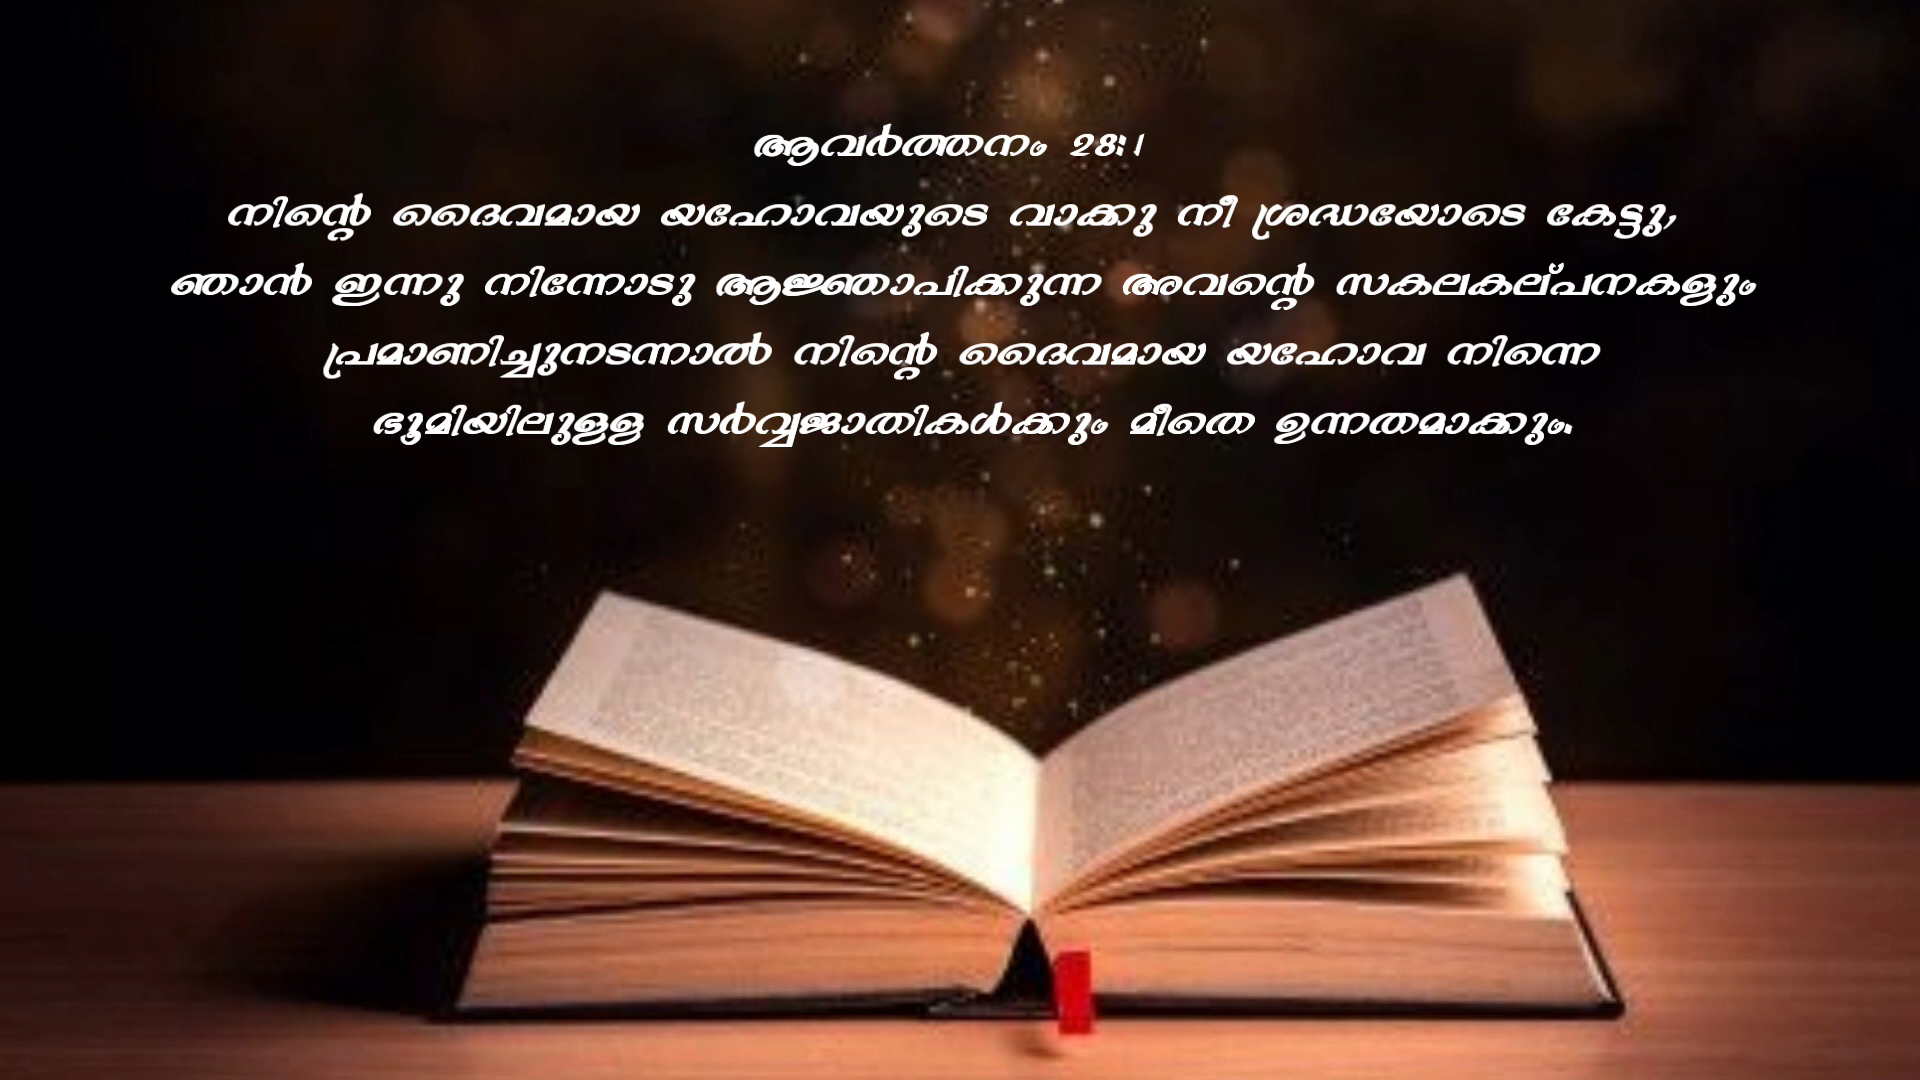 ആവർത്തനം 28:1
നിന്റെ ദൈവമായ യഹോവയുടെ വാക്കു നീ ശ്രദ്ധയോടെ കേട്ടു,
ഞാൻ ഇന്നു നിന്നോടു ആജ്ഞാപിക്കുന്ന അവന്റെ സകലകല്പനകളും
പ്രമാണിച്ചുനടന്നാൽ നിന്റെ ദൈവമായ യഹോവ നിന്നെ
ഭൂമിയിലുള്ള സർവ്വജാതികൾക്കും മീതെ ഉന്നതമാക്കും.